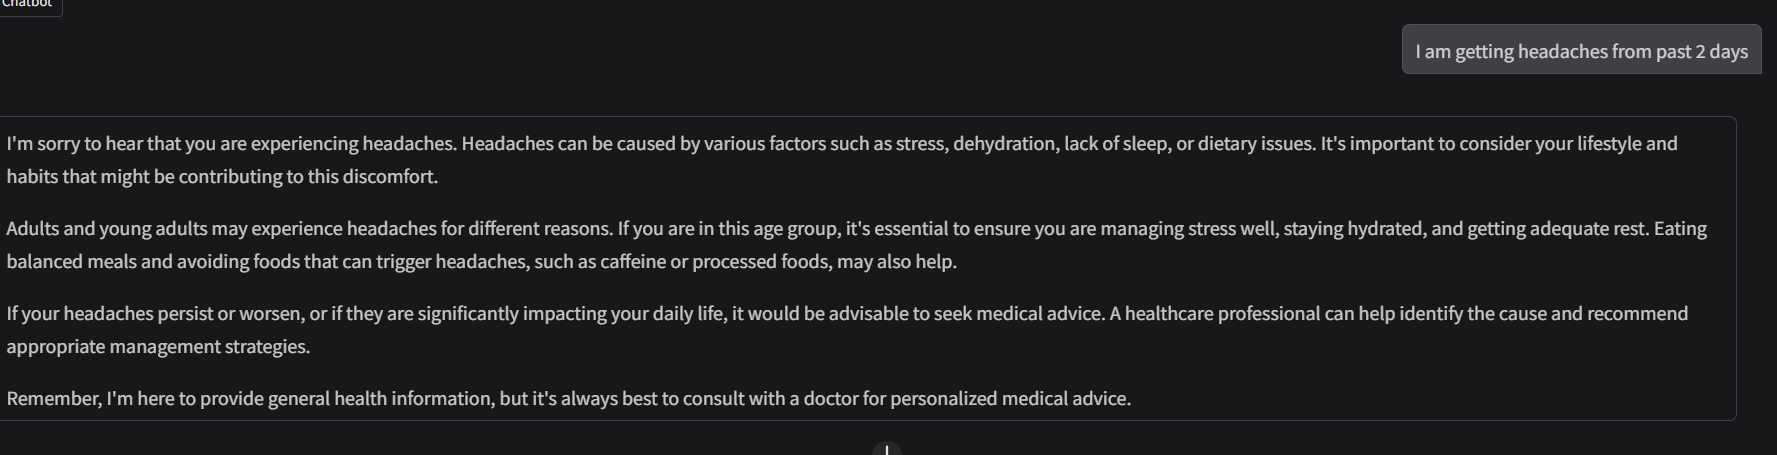 Chatbot
I am getting headaches from past 2 days
I'm sorry to hear that you are experiencing headaches. Headaches can be caused by various factors such as stress, dehydration, lack of sleep, or dietary issues. It's important to consider your lifestyle and
habits that might be contributing to this discomfort.
Adults and young adults may experience headaches for different reasons. If you are in this age group, it's essential to ensure you are managing stress well, staying hydrated, and getting adequate rest. Eating
balanced meals and avoiding foods that can trigger headaches, such as caffeine or processed foods, may also help.
If your headaches persist or worsen, or if they are significantly impacting your daily life, it would be advisable to seek medical advice. A healthcare professional can help identify the cause and recommend
appropriate management strategies.
Remember, I'm here to provide general health information, but it's always best to consult with a doctor for personalized medical advice.